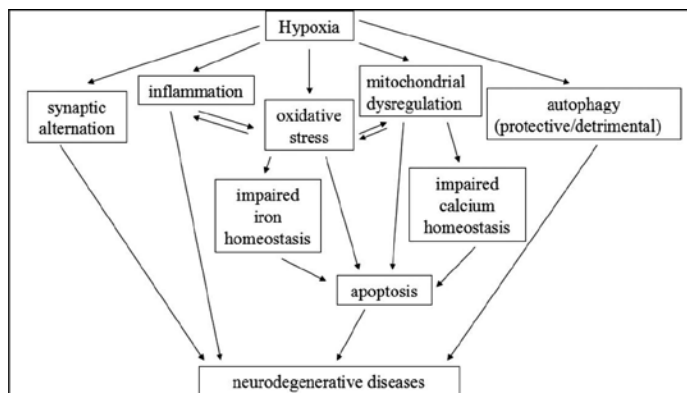 Hypoxia
synaptic
alternation
inflammation
oxidative
stress
mitochondrial
dysregulation
autophagy
(protective/detrimental)
impaired
iron
homeostasis
impaired
calcium
homeostasis
apoptosis
neurodegenerative diseases